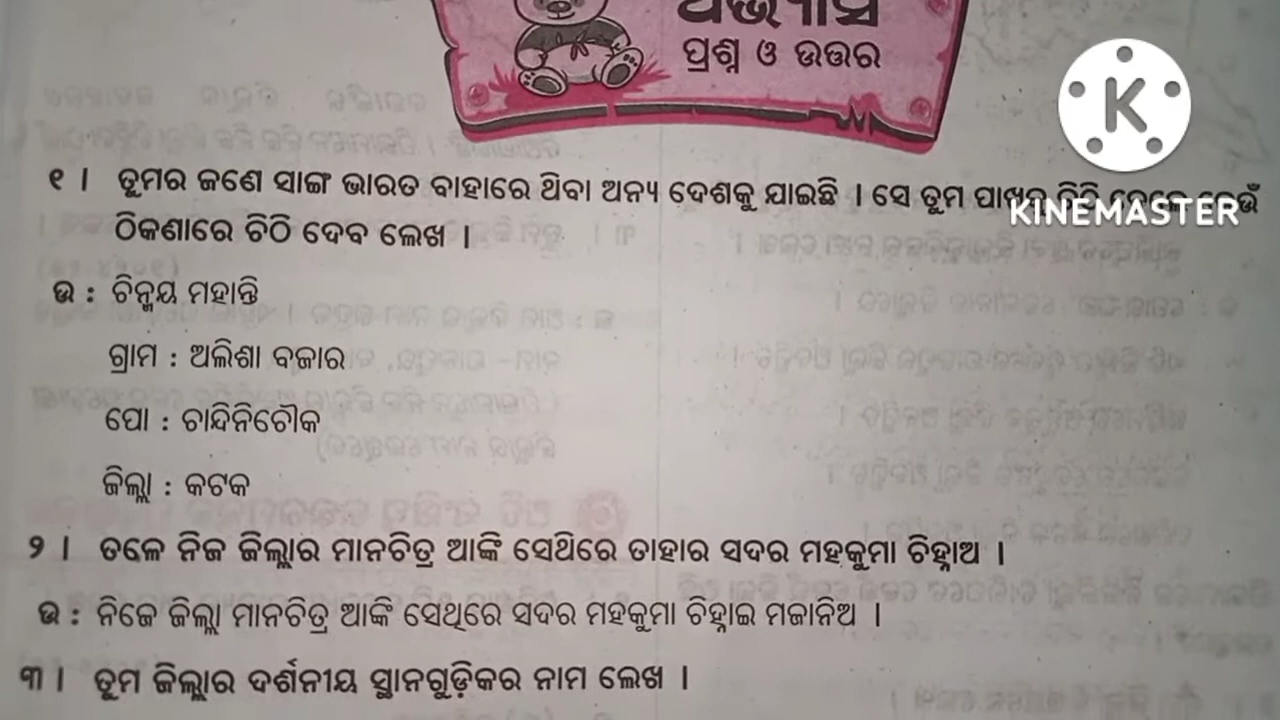 ଅଭ୍ୟାସ
ପ୍ରଶ୍ନ ଓ ଉତ୍ତର
K
KINEMASTER
୧ । ତୁମର ଜଣେ ସାଙ୍ଗ ଭାରତ ବାହାରେ ଥିବା ଅନ୍ୟ ଦେଶକୁ ଯାଇଛି । ସେ ତୁମ
ଠିକଣାରେ ଚିଠି ଦେବ ଲେଖ ।
ଉ : ଚିନ୍ମୟ ମହାନ୍ତି
ଗ୍ରାମ : ଅଲିଶା ବଜାର
ପୋ : ଚାନ୍ଦିନିଚୌକ
ଜିଲ୍ଲା : କଟକ
୨ । ତଳେ ନିଜ ଜିଲ୍ଲାର ମାନଚିତ୍ର ଆଙ୍କି ସେଥିରେ ତାହାର ସଦର ମହକୁମା ଚିହ୍ନାଅ ।
ଉ : ନିଜେ ଜିଲ୍ଲା ମାନଚିତ୍ର ଆଙ୍କି ସେଥିରେ ସଦର ମହକୁମା ଚିହ୍ନାଇ ମଜାନିଅ ।
୩ । ତୁମ ଜିଲ୍ଲାର ଦର୍ଶନୀୟ ସ୍ଥାନଗୁଡ଼ିକର ନାମ ଲେଖ ।